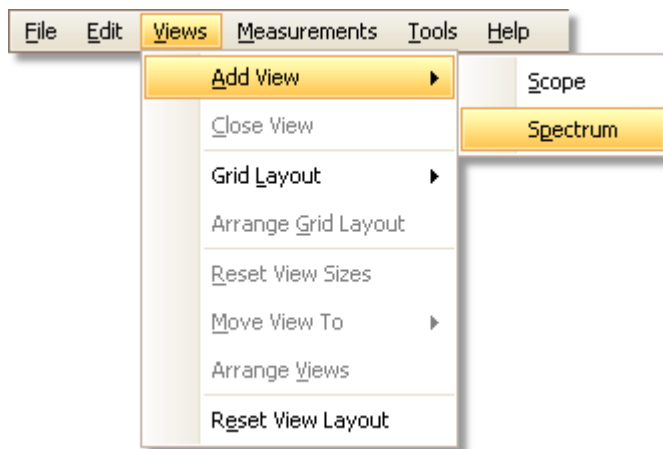 File Edit Views Measurements Tools Help
Add View
Scope
Close View
Spectrum
Grid Layout
Arrange Grid Layout
Reset View Sizes
Move View To
Arrange Views
Reset View Layout